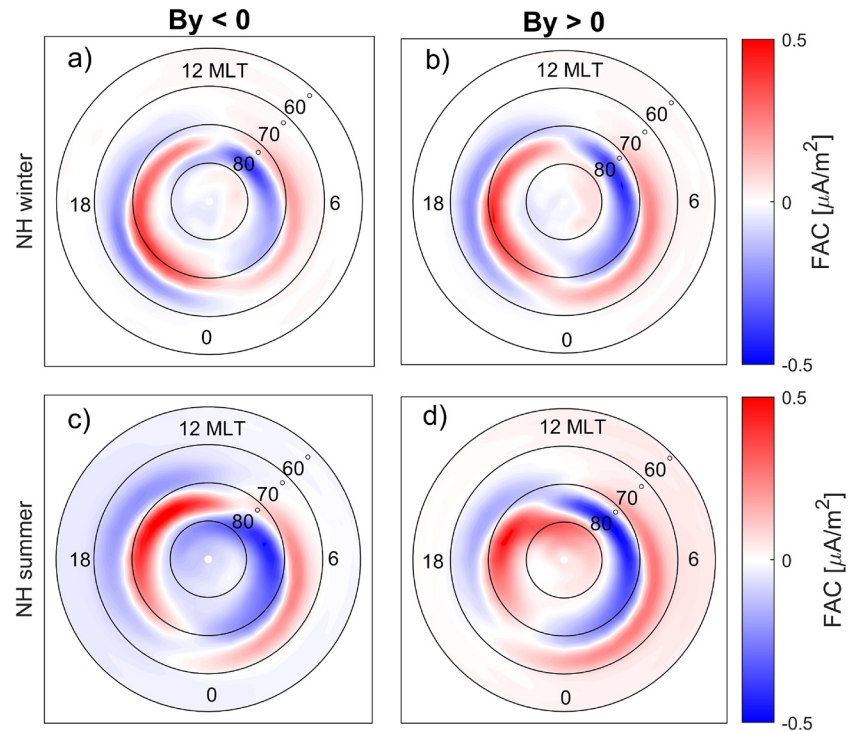 By < 0
By > 0
a)
12 MLT
60
70
80
18
6
0
NH winter
b)
12 MLT
60
70
80
18
6
0
0.5
0
-0.5
FAC [μA/m²]
c)
12 MLT
60
70
80
18
6
0
NH summer
d)
12 MLT
60
70
80
18
6
0
0.5
0
-0.5
FAC [μA/m²]